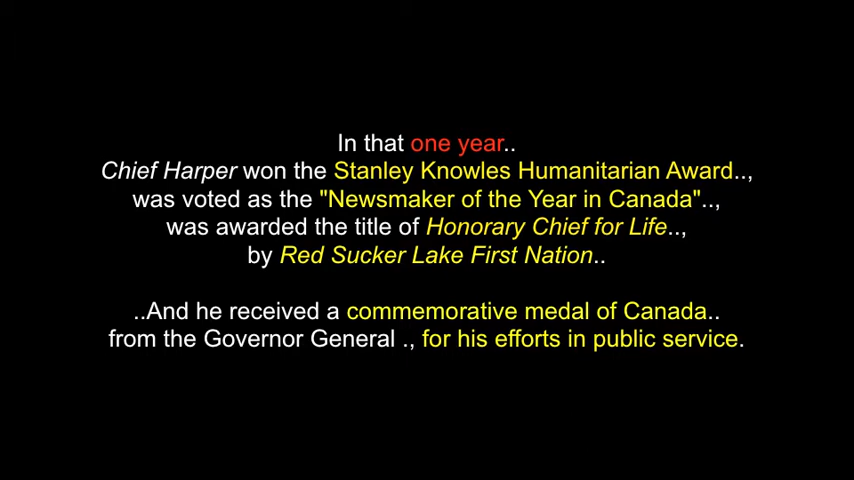 In that one year..
Chief Harper won the Stanley Knowles Humanitarian Award..,
was voted as the "Newsmaker of the Year in Canada"..,
was awarded the title of Honorary Chief for Life..,
by Red Sucker Lake First Nation..
..And he received a commemorative medal of Canada..
from the Governor General ., for his efforts in public service.